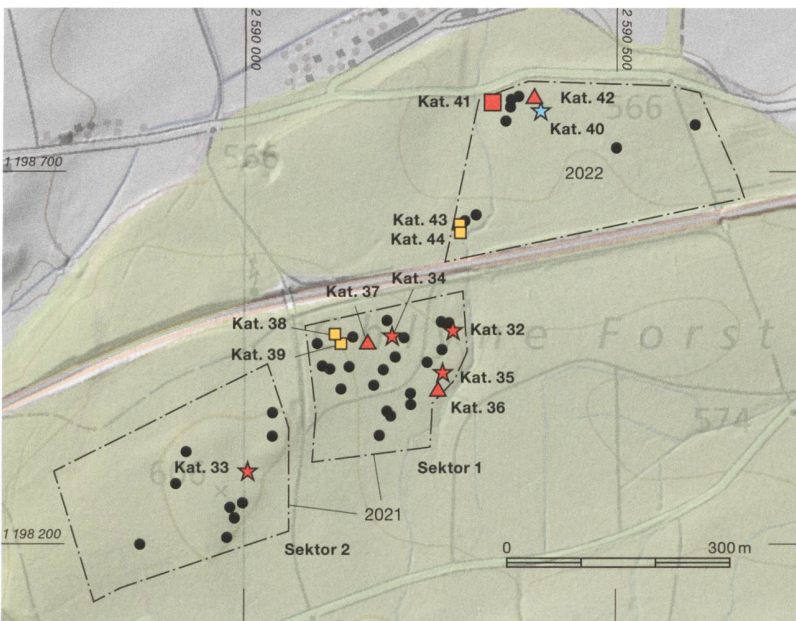 2 590 000
2 590 500
Kat. 41
Kat. 42
566
Kat. 40
566
1 198 700
2022
Kat. 43
Kat. 44
Kat. 34
Kat. 37
Kat. 38
Kat. 32
Forst
Kat. 39
Kat. 35
Kat. 36
574
Kat. 33
Sektor 1
2021
1 198 200
Sektor 2
0 300 m